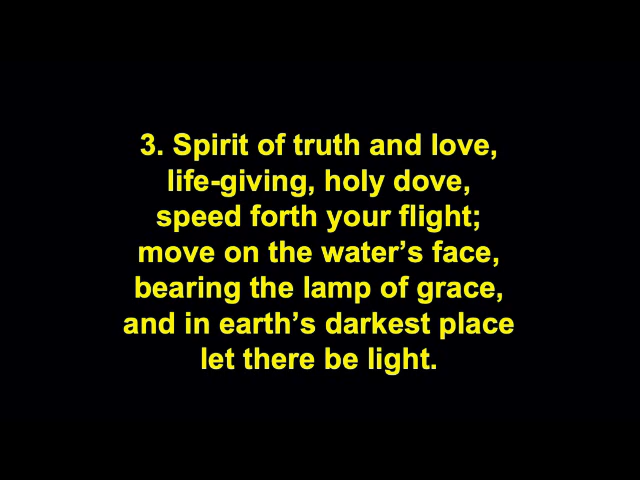 3. Spirit of truth and love,
life-giving, holy dove,
speed forth your flight;
move on the water’s face,
bearing the lamp of grace,
and in earth’s darkest place
let there be light.